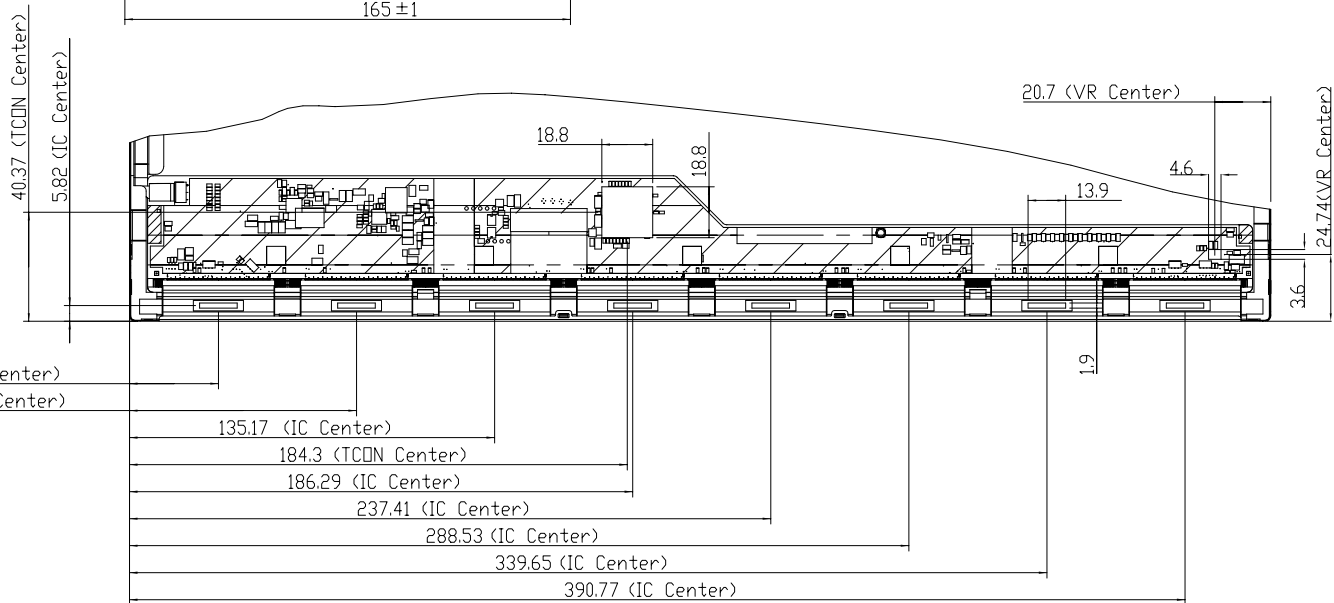 165±1
40.37 (TCON Center)
5.82 (IC Center)
20.7 (VR Center)
24.74(VR Center)
18.8
18.8
4.6
13.9
3.6
1.9
enter)
Center)
135.17 (IC Center)
184.3 (TCON Center)
186.29 (IC Center)
237.41 (IC Center)
288.53 (IC Center)
339.65 (IC Center)
390.77 (IC Center)